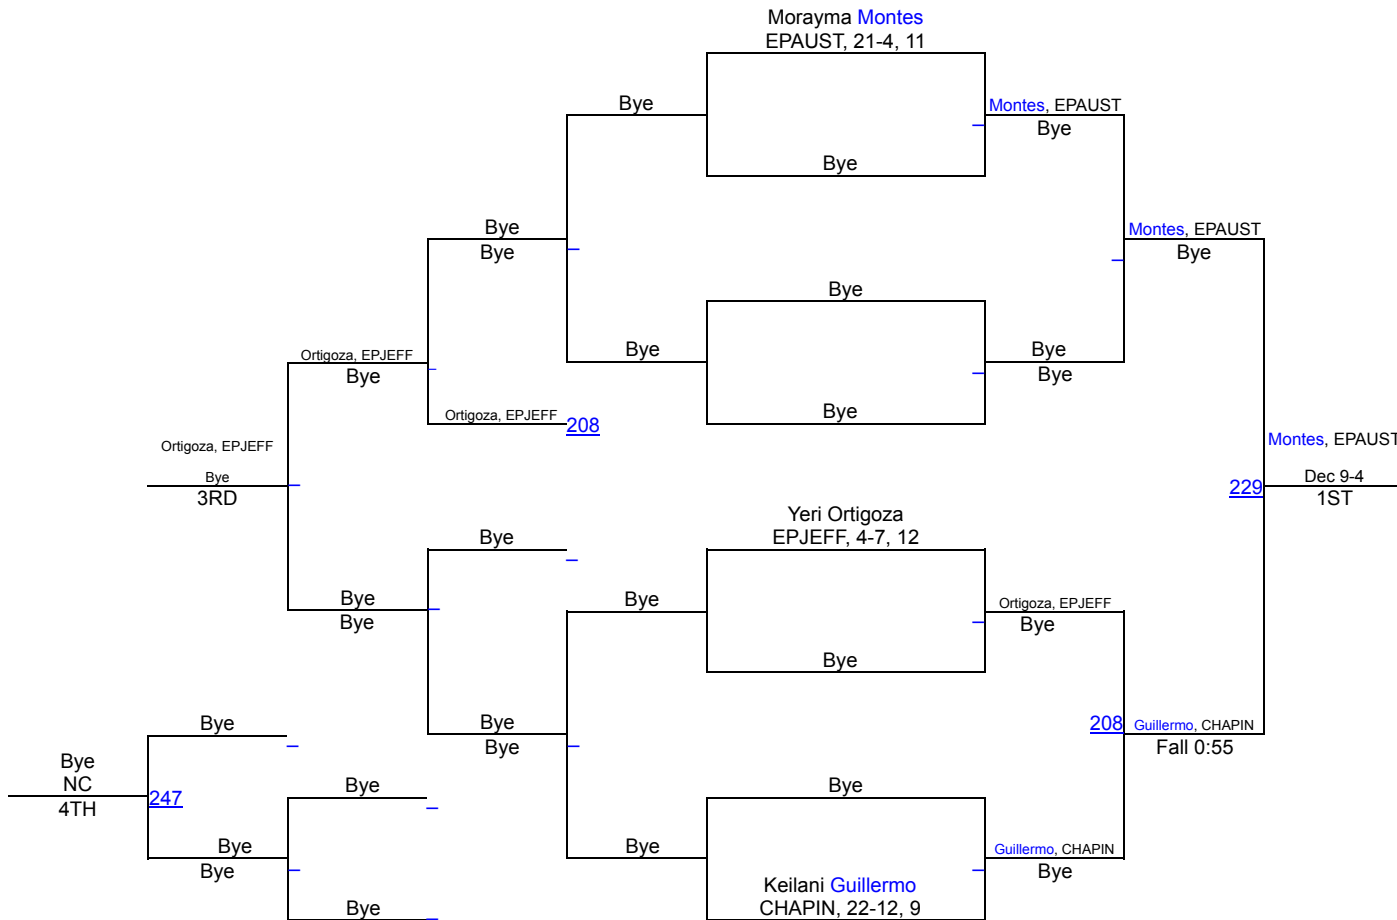 Morayma Montes
EPAUST, 21-4, 11
Bye
Montes, EPAUST
Bye
Bye
Bye
Bye
Montes, EPAUST
Bye
Bye
Ortigoza, EPJEFF
Bye
Bye
Bye
Bye
Ortigoza, EPJEFF
208
Bye
Ortigoza, EPJEFF
Bye
3RD
Montes, EPAUST
229
Dec 9-4
1ST
Yeri Ortigoza
EPJEFF, 4-7, 12
Bye
Bye
Bye
Bye
Ortigoza, EPJEFF
Bye
Bye
Bye
Bye
Bye
208
Guillermo, CHAPIN
Fall 0:55
Bye
NC
4TH
247
Bye
Bye
Bye
Bye
Bye
Guillermo, CHAPIN
Bye
Keilani Guillermo
CHAPIN, 22-12, 9
Bye